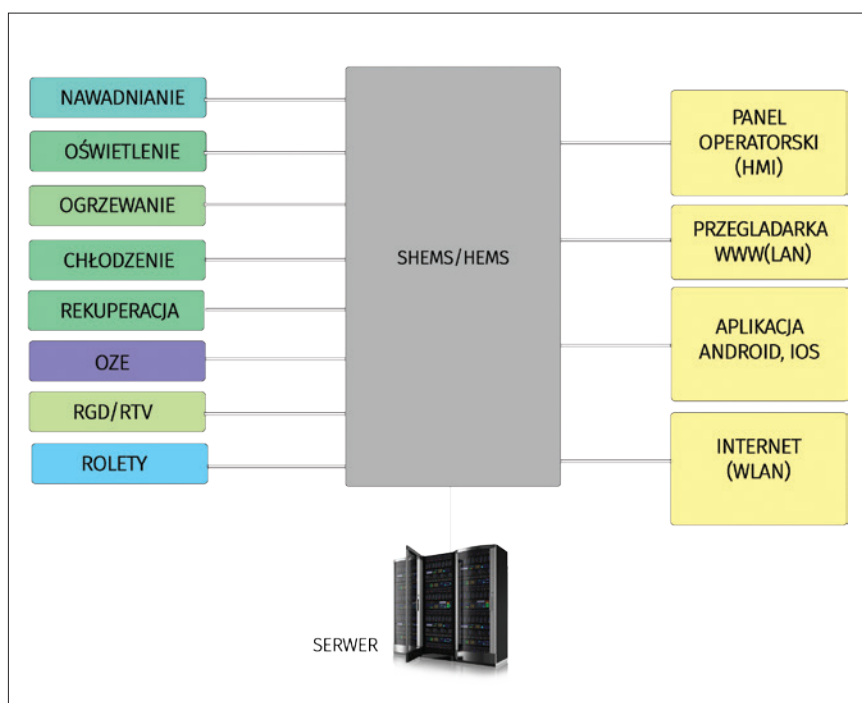 NAWADNIANIE
OŚWIETLENIE
OGRZEWANIE
CHŁODZENIE
REKUPERACJA
OZE
RGD/RTV
ROLETY
SHEMS/HEMS
PANEL
OPERATORSKI
(HMI)
PRZEGLADARKA
WWW(LAN)
APLIKACJA
ANDROID, IOS
INTERNET
(WLAN)
SERWER